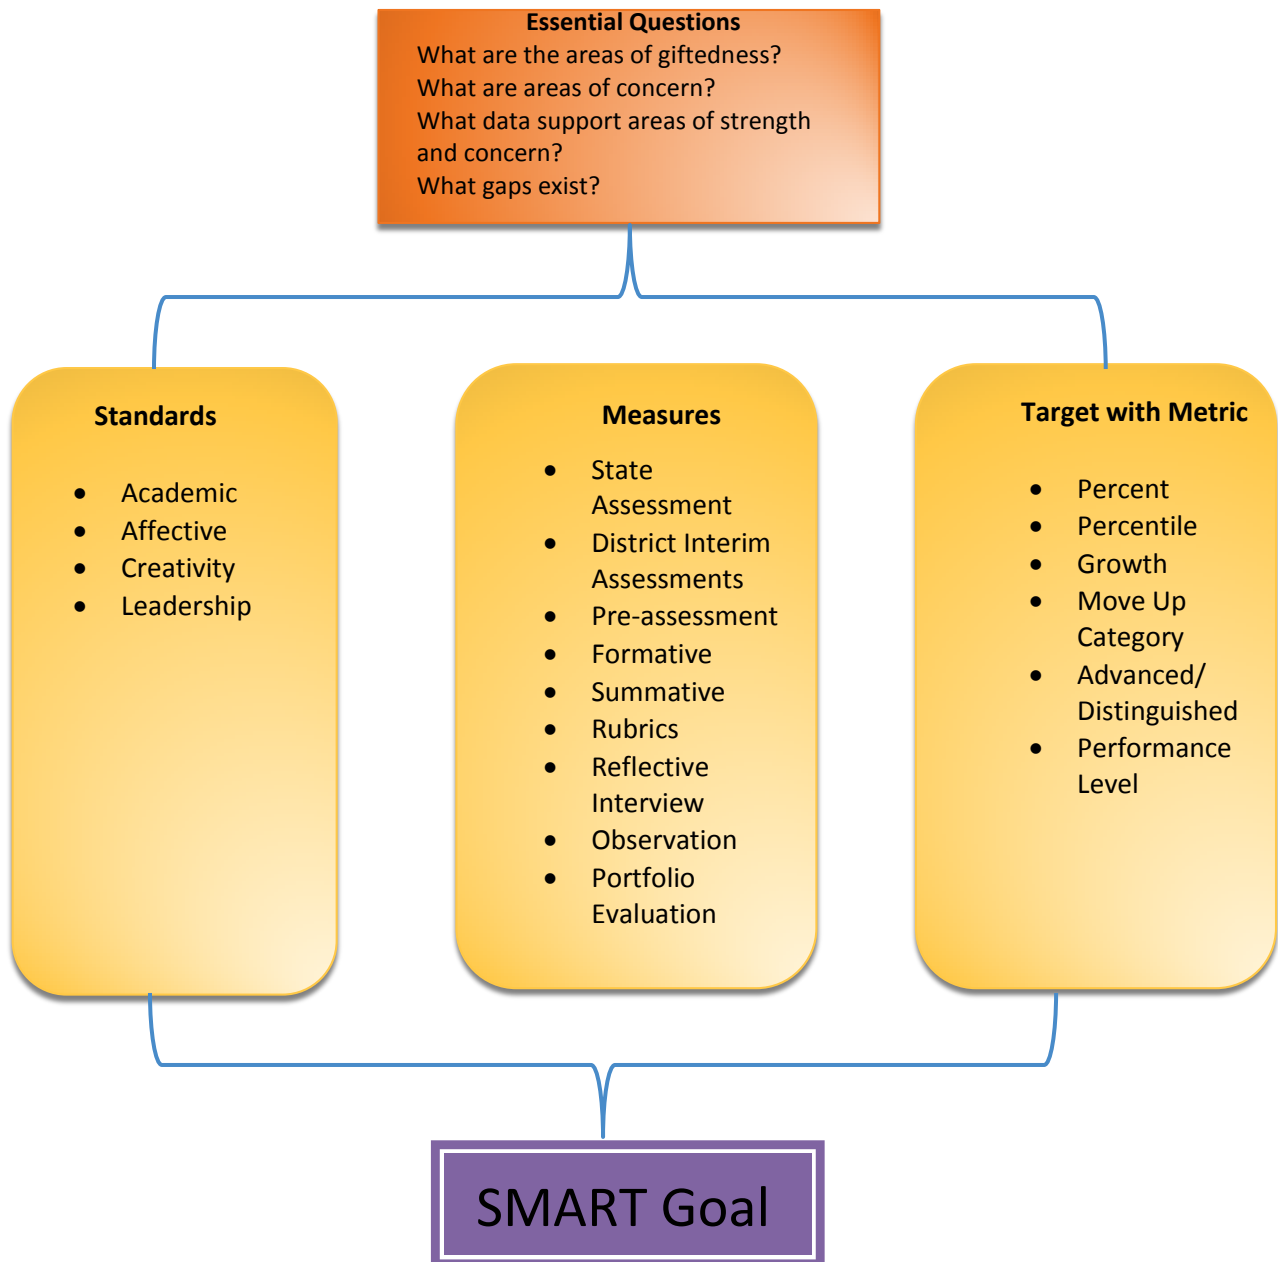 Essential Questions
What are the areas of giftedness?
What are areas of concern?
What data support areas of strength
and concern?
What gaps exist?
Standards
• Academic
• Affective
• Creativity
• Leadership
Measures
• State
Assessment
• District Interim
Assessments
• Pre-assessment
• Formative
• Summative
• Rubrics
• Reflective
Interview
• Observation
• Portfolio
Evaluation
Target with Metric
• Percent
• Percentile
• Growth
• Move Up
Category
• Advanced/
Distinguished
• Performance
Level
SMART Goal